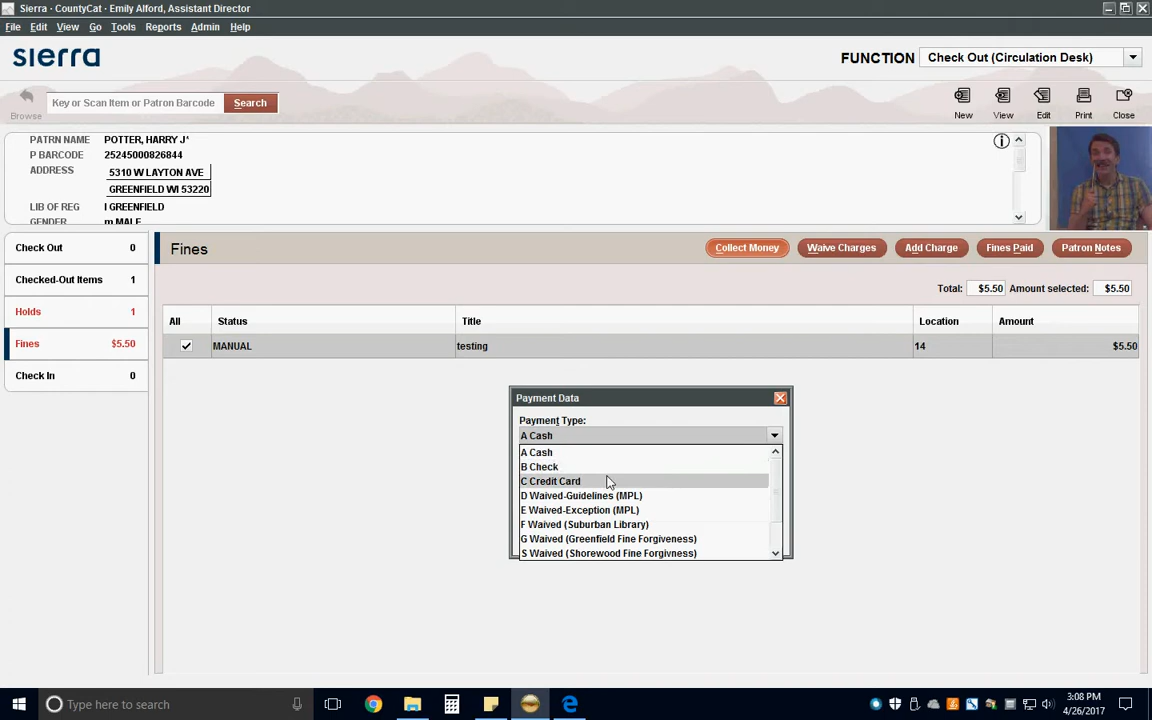 Sierra · CountyCat · Emily Alford, Assistant Director
File Edit View Go Tools Reports Admin Help
sierra
FUNCTION Check Out (Circulation Desk)
Browse Key or Scan Item or Patron Barcode Search
New View Edit Print Close
PATRN NAME POTTER, HARRY J*
P BARCODE 25245000826844
ADDRESS 5310 W LAYTON AVE
GREENFIELD WI 53220
LIB OF REG l GREENFIELD
GENDER m MALE
Check Out 0
Checked-Out Items 1
Holds 1
Fines $5.50
Check In 0
Fines
Collect Money Waive Charges Add Charge Fines Paid Patron Notes
Total: $5.50 Amount selected: $5.50
All Status Title Location Amount
MANUAL testing 14 $5.50
Payment Data
Payment Type:
A Cash
A Cash
B Check
C Credit Card
D Waived-Guidelines (MPL)
E Waived-Exception (MPL)
F Waived (Suburban Library)
G Waived (Greenfield Fine Forgiveness)
S Waived (Shorewood Fine Forgivness)
Type here to search
3:08 PM
4/26/2017